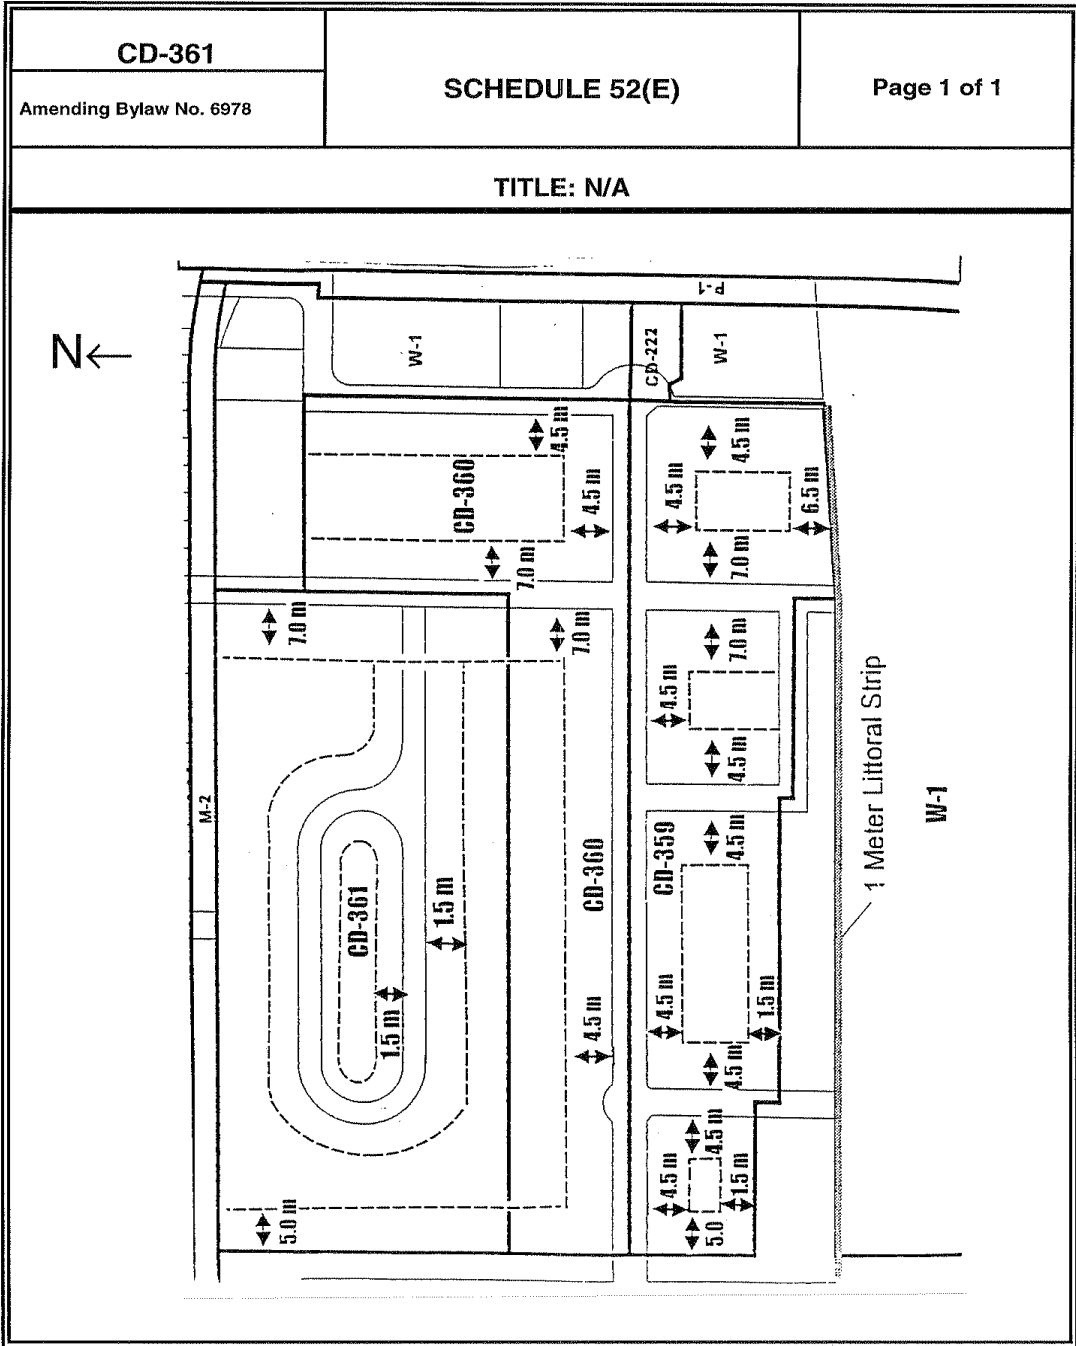 CD-361
Amending Bylaw No. 6978
SCHEDULE 52(E)
Page 1 of 1
TITLE: N/A
N
P-1
W-1
CD-222
W-1
4.5 m
CD-360
4.5 m
7.0 m
4.5 m
4.5 m
6.5 m
7.0 m
7.0 m
7.0 m
4.5 m
7.0 m
4.5 m
1 Meter Littoral Strip
W-1
M-2
CD-361
1.5 m
1.5 m
CD-360
4.5 m
CD-359
4.5 m
4.5 m
1.5 m
4.5 m
4.5 m
4.5 m
1.5 m
5.0
5.0 m